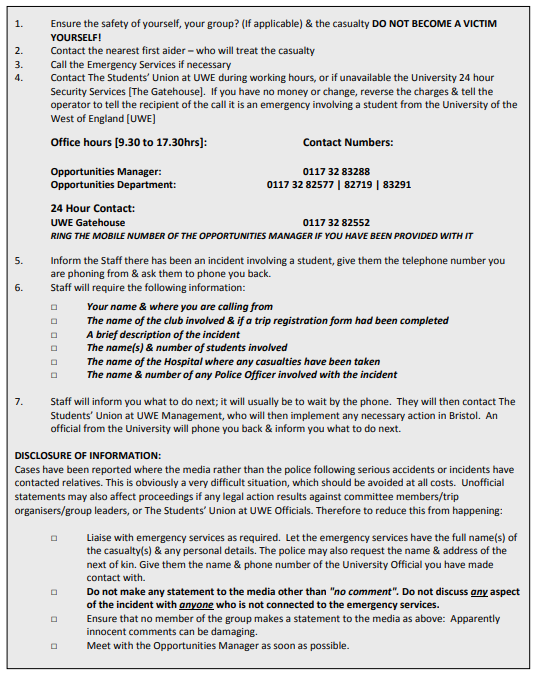 1. Ensure the safety of yourself, your group? (If applicable) & the casualty DO NOT BECOME A VICTIM
YOURSELF!
2. Contact the nearest first aider – who will treat the casualty
3. Call the Emergency Services if necessary
4. Contact The Students' Union at UWE during working hours, or if unavailable the University 24 hour
Security Services [The Gatehouse]. If you have no money or change, reverse the charges & tell the
operator to tell the recipient of the call it is an emergency involving a student from the University of the
West of England [UWE]
Office hours [9.30 to 17.30hrs]: Contact Numbers:
Opportunities Manager: 0117 32 83288
Opportunities Department: 0117 32 82577 | 82719 | 83291
24 Hour Contact:
UWE Gatehouse 0117 32 82552
RING THE MOBILE NUMBER OF THE OPPORTUNITIES MANAGER IF YOU HAVE BEEN PROVIDED WITH IT
5. Inform the Staff there has been an incident involving a student, give them the telephone number you
are phoning from & ask them to phone you back.
6. Staff will require the following information:
□ Your name & where you are calling from
□ The name of the club involved & if a trip registration form had been completed
□ A brief description of the incident
□ The name(s) & number of students involved
□ The name of the Hospital where any casualties have been taken
□ The name & number of any Police Officer involved with the incident
7. Staff will inform you what to do next; it will usually be to wait by the phone. They will then contact The
Students' Union at UWE Management, who will then implement any necessary action in Bristol. An
official from the University will phone you back & inform you what to do next.
DISCLOSURE OF INFORMATION:
Cases have been reported where the media rather than the police following serious accidents or incidents have
contacted relatives. This is obviously a very difficult situation, which should be avoided at all costs. Unofficial
statements may also affect proceedings if any legal action results against committee members/trip
organisers/group leaders, or The Students' Union at UWE Officials. Therefore to reduce this from happening:
□ Liaise with emergency services as required. Let the emergency services have the full name(s) of
the casualty(s) & any personal details. The police may also request the name & address of the
next of kin. Give them the name & phone number of the University Official you have made
contact with.
□ Do not make any statement to the media other than "no comment". Do not discuss any aspect
of the incident with anyone who is not connected to the emergency services.
□ Ensure that no member of the group makes a statement to the media as above: Apparently
innocent comments can be damaging.
□ Meet with the Opportunities Manager as soon as possible.